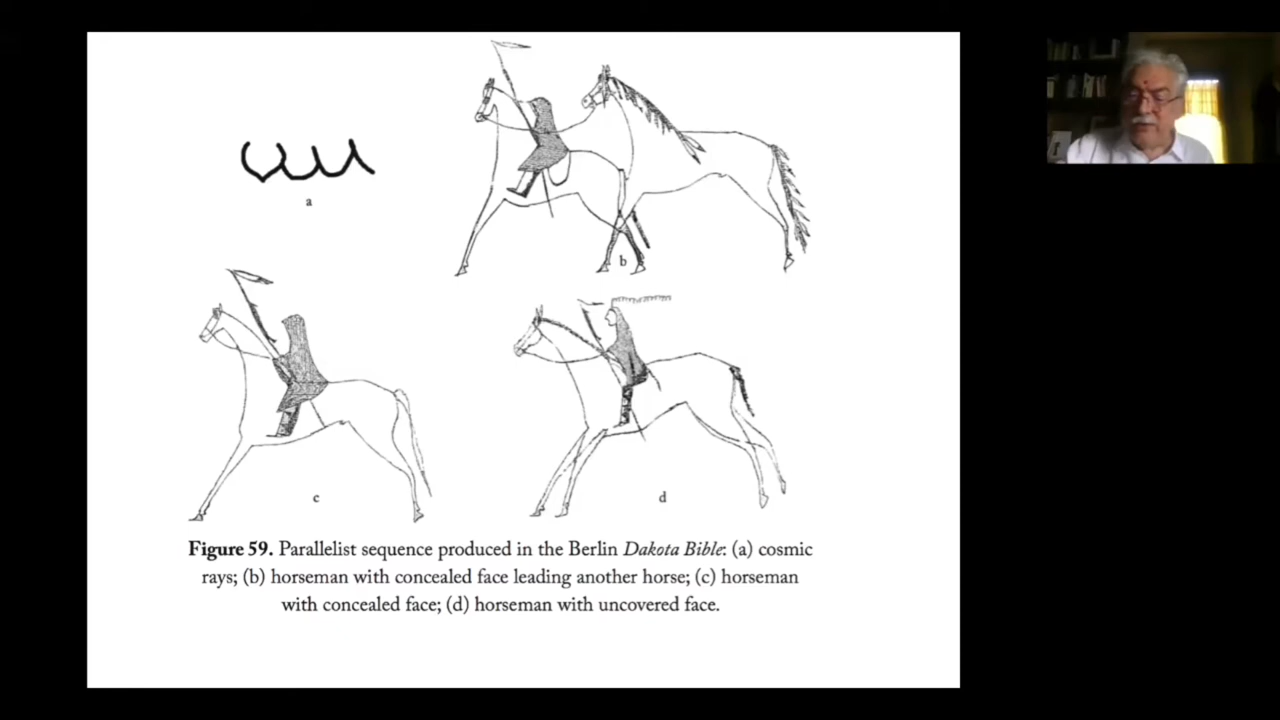 a
b
c
d
Figure 59. Parallelist sequence produced in the Berlin Dakota Bible: (a) cosmic
rays; (b) horseman with concealed face leading another horse; (c) horseman
with concealed face; (d) horseman with uncovered face.